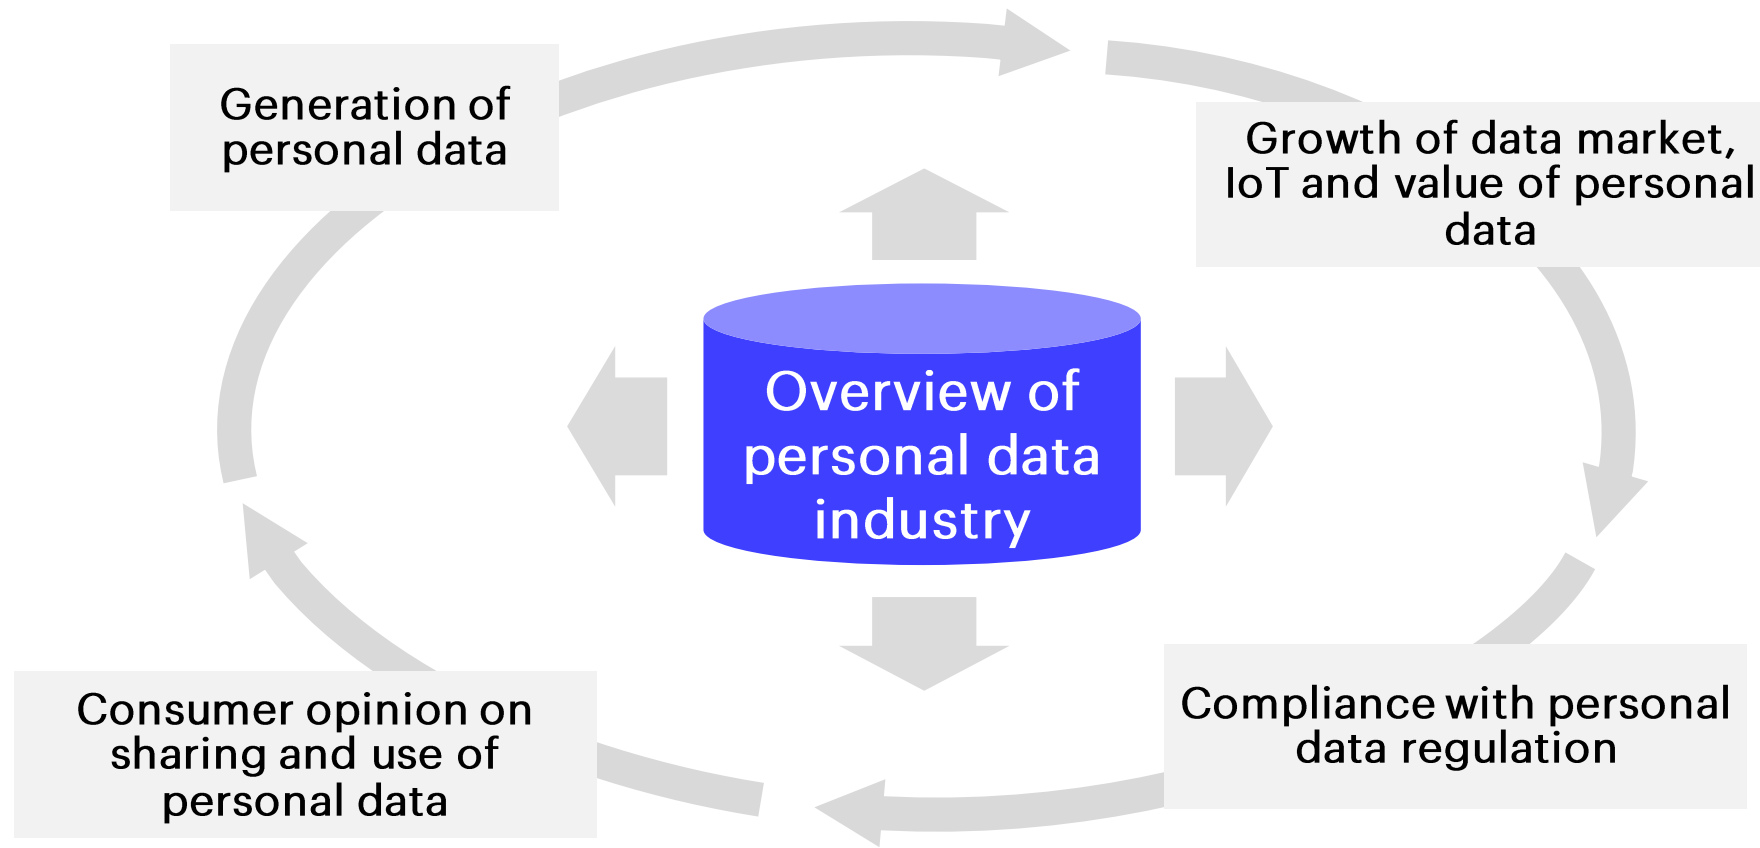 Generation of
personal data
Growth of data market,
IoT and value of personal
data
Overview of
personal data
industry
Consumer opinion on
sharing and use of
personal data
Compliance with personal
data regulation